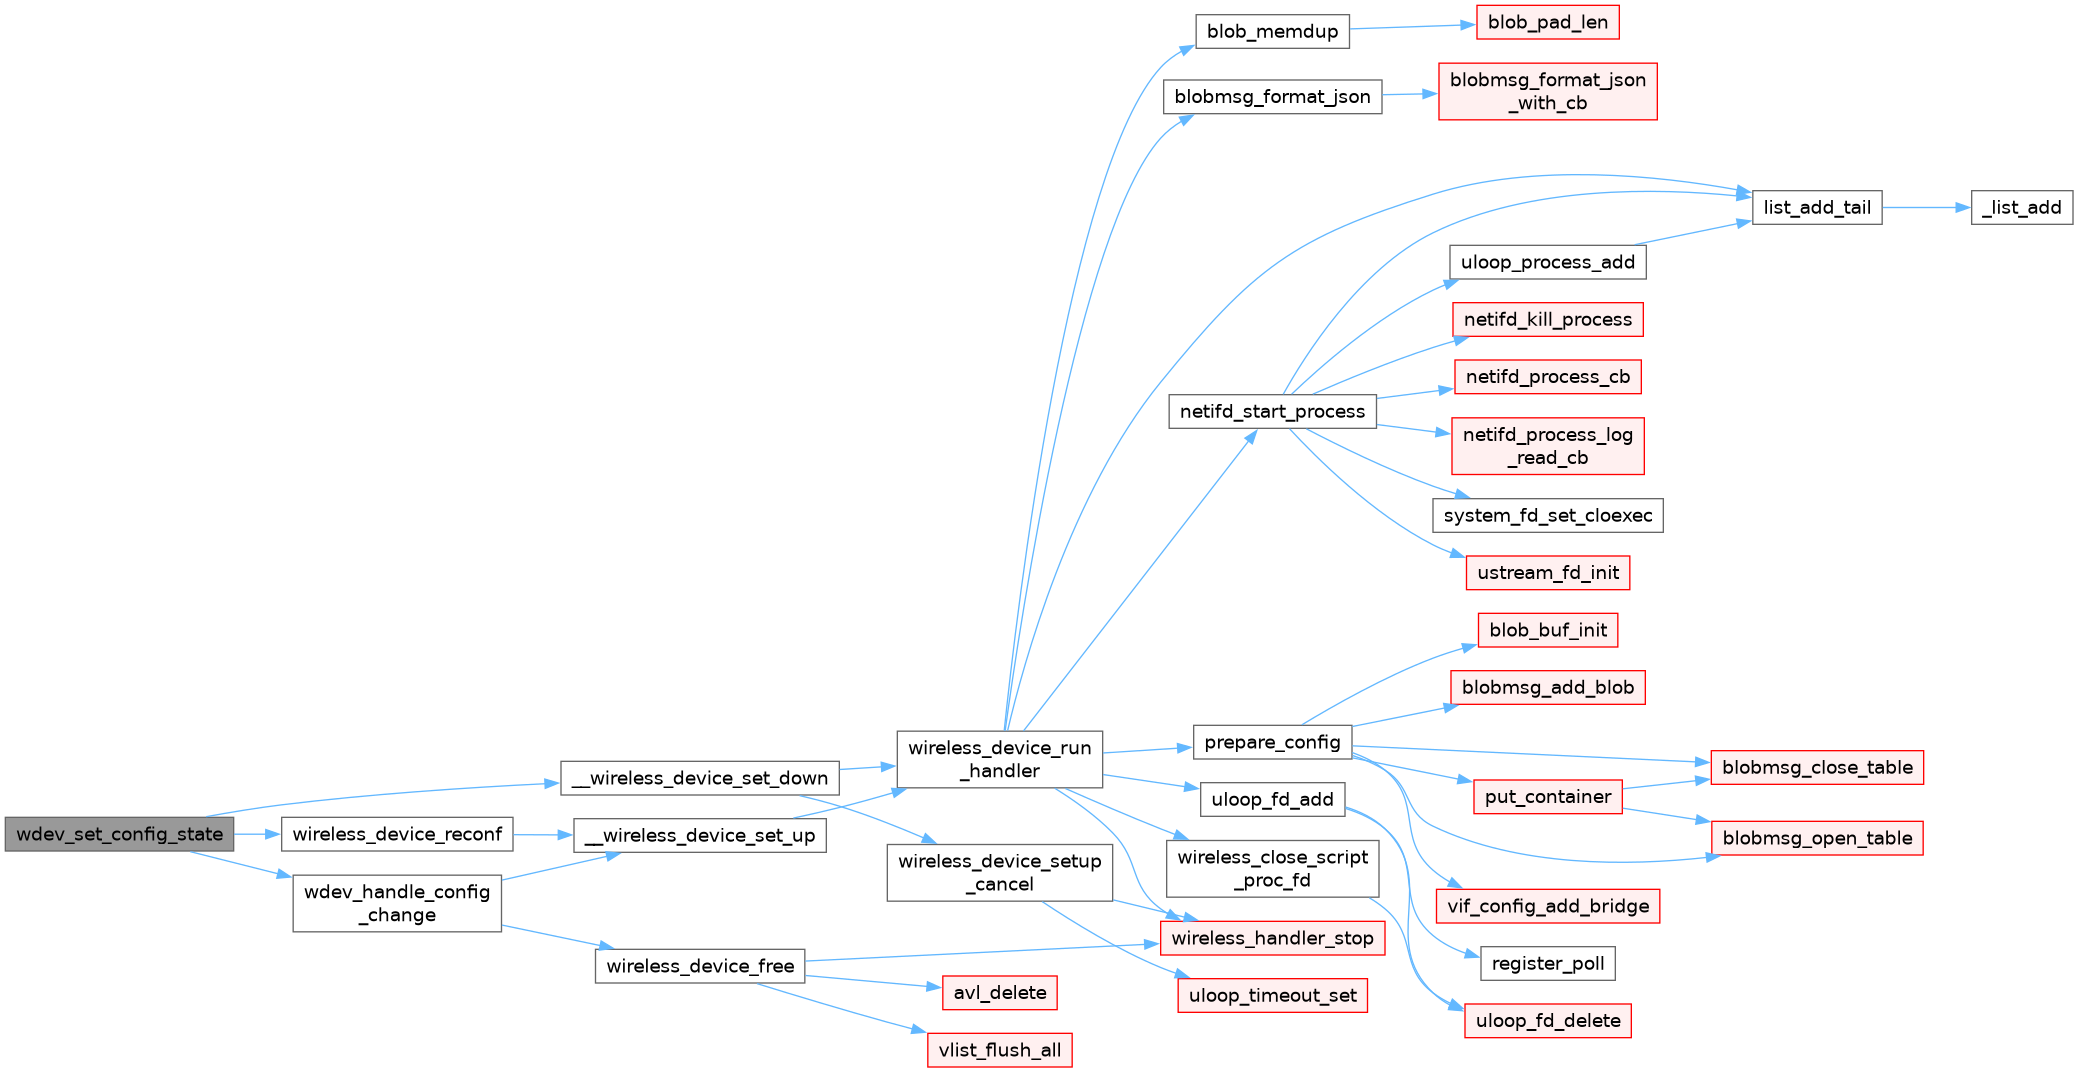 blob_memdup
blob_pad_len
blobmsg_format_json
blobmsg_format_json
_with_cb
list_add_tail
_list_add
uloop_process_add
netifd_kill_process
netifd_process_cb
netifd_start_process
netifd_process_log
_read_cb
system_fd_set_cloexec
ustream_fd_init
blob_buf_init
blobmsg_add_blob
prepare_config
wireless_device_run
_handler
blobmsg_close_table
__wireless_device_set_down
put_container
uloop_fd_add
wdev_set_config_state
wireless_device_reconf
__wireless_device_set_up
blobmsg_open_table
wireless_device_setup
_cancel
wireless_close_script
_proc_fd
wdev_handle_config
_change
vif_config_add_bridge
wireless_handler_stop
wireless_device_free
register_poll
avl_delete
uloop_timeout_set
uloop_fd_delete
vlist_flush_all